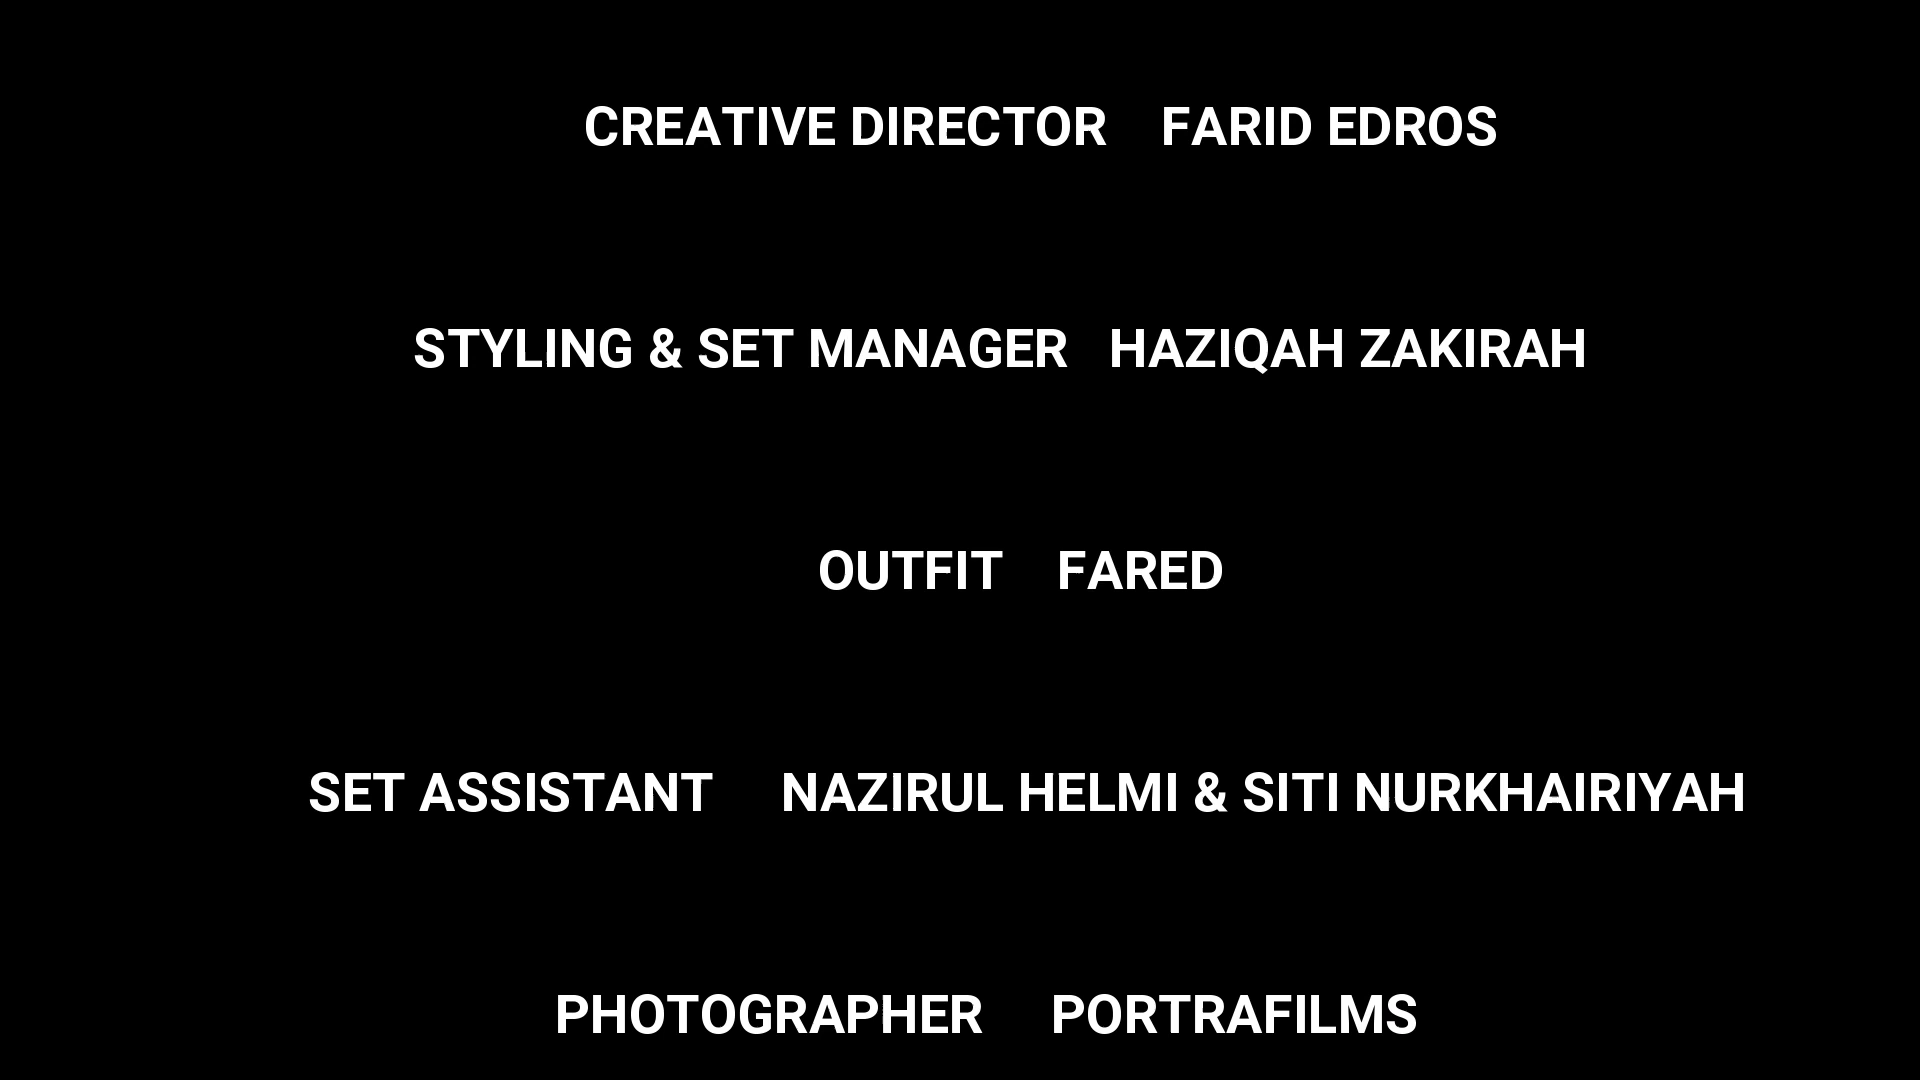 CREATIVE DIRECTOR FARID EDROS
STYLING & SET MANAGER HAZIQAH ZAKIRAH
OUTFIT FARED
SET ASSISTANT NAZIRUL HELMI & SITI NURKHAIRIYAH
PHOTOGRAPHER PORTRAFILMS